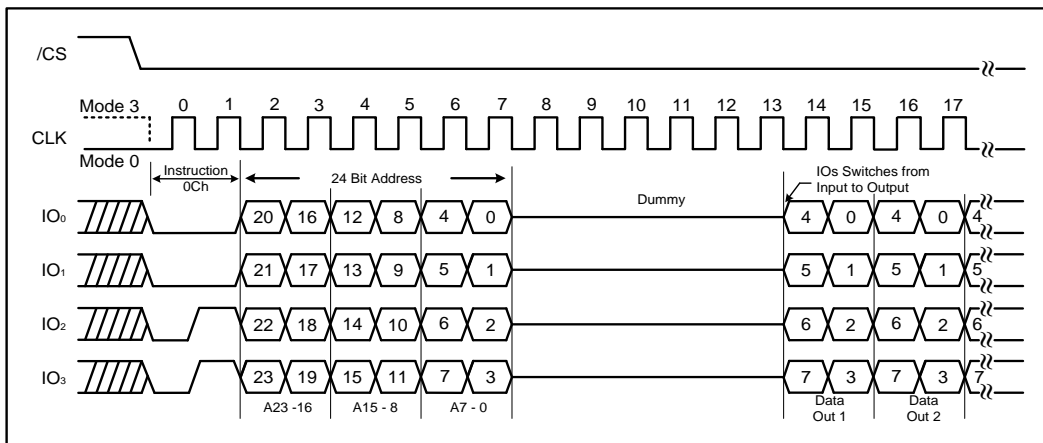 /CS
Mode 3 0 1 2 3 4 5 6 7 8 9 10 11 12 13 14 15 16 17
CLK
Mode 0
Instruction
0Ch
24 Bit Address
Dummy
IOs Switches from
Input to Output
IO0 20 16 12 8 4 0 4 0 4 0 4
IO1 21 17 13 9 5 1 5 1 5 1 5
IO2 22 18 14 10 6 2 6 2 6 2 6
IO3 23 19 15 11 7 3 7 3 7 3 7
A23 -16 A15 - 8 A7 - 0
Data
Out 1
Data
Out 2